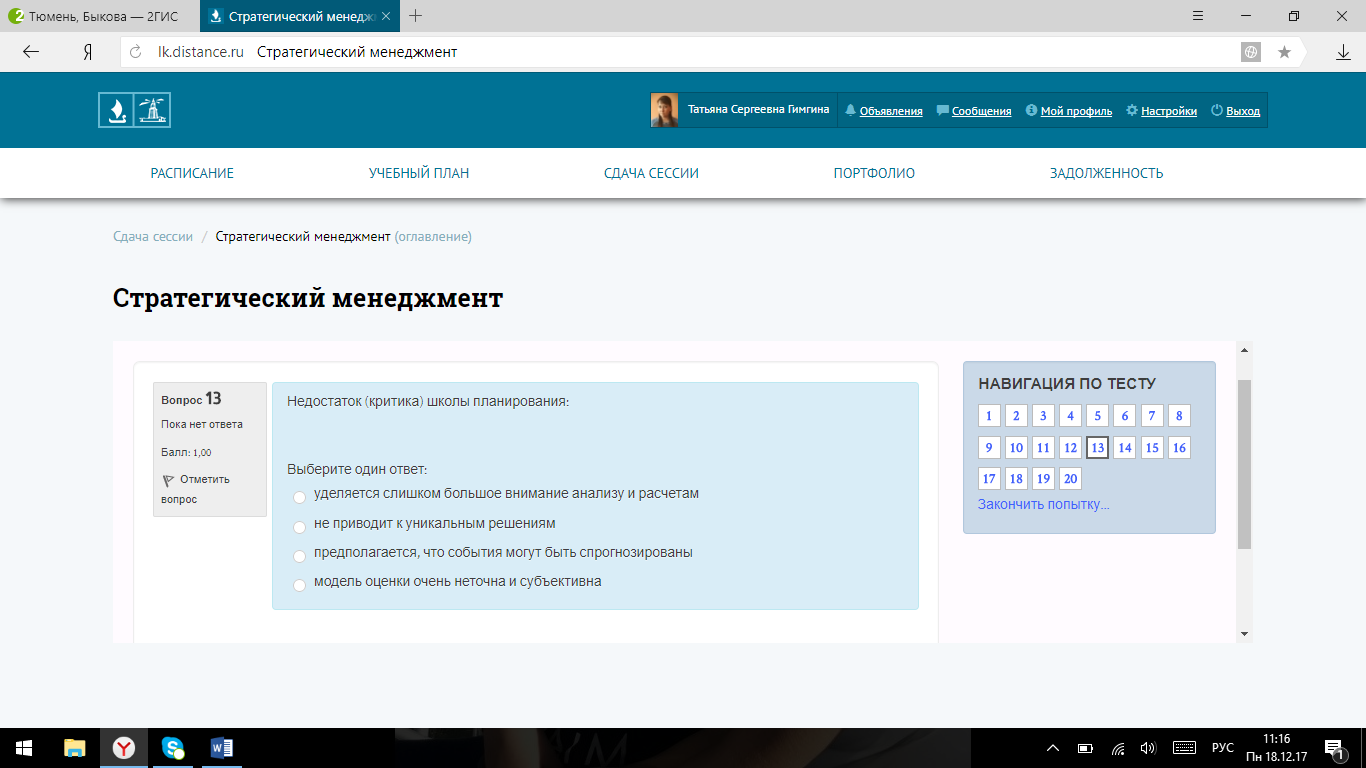 Тюмень, Быкова — 2ГИС
Стратегический менедж
lk.distance.ru Стратегический менеджмент
Татьяна Сергеевна Гимгина Объявления Сообщения Мой профиль Настройки Выход
РАСПИСАНИЕ УЧЕБНЫЙ ПЛАН СДАЧА СЕССИИ ПОРТФОЛИО ЗАДОЛЖЕННОСТЬ
Сдача сессии / Стратегический менеджмент (оглавление)
Стратегический менеджмент
Вопрос 13
Пока нет ответа
Балл: 1,00
Отметить
вопрос
Недостаток (критика) школы планирования:
Выберите один ответ:
уделяется слишком большое внимание анализу и расчетам
не приводит к уникальным решениям
предполагается, что события могут быть спрогнозированы
модель оценки очень неточна и субъективна
НАВИГАЦИЯ ПО ТЕСТУ
1 2 3 4 5 6 7 8
9 10 11 12 13 14 15 16
17 18 19 20
Закончить попытку...
РУС
11:16
Пн 18.12.17
1